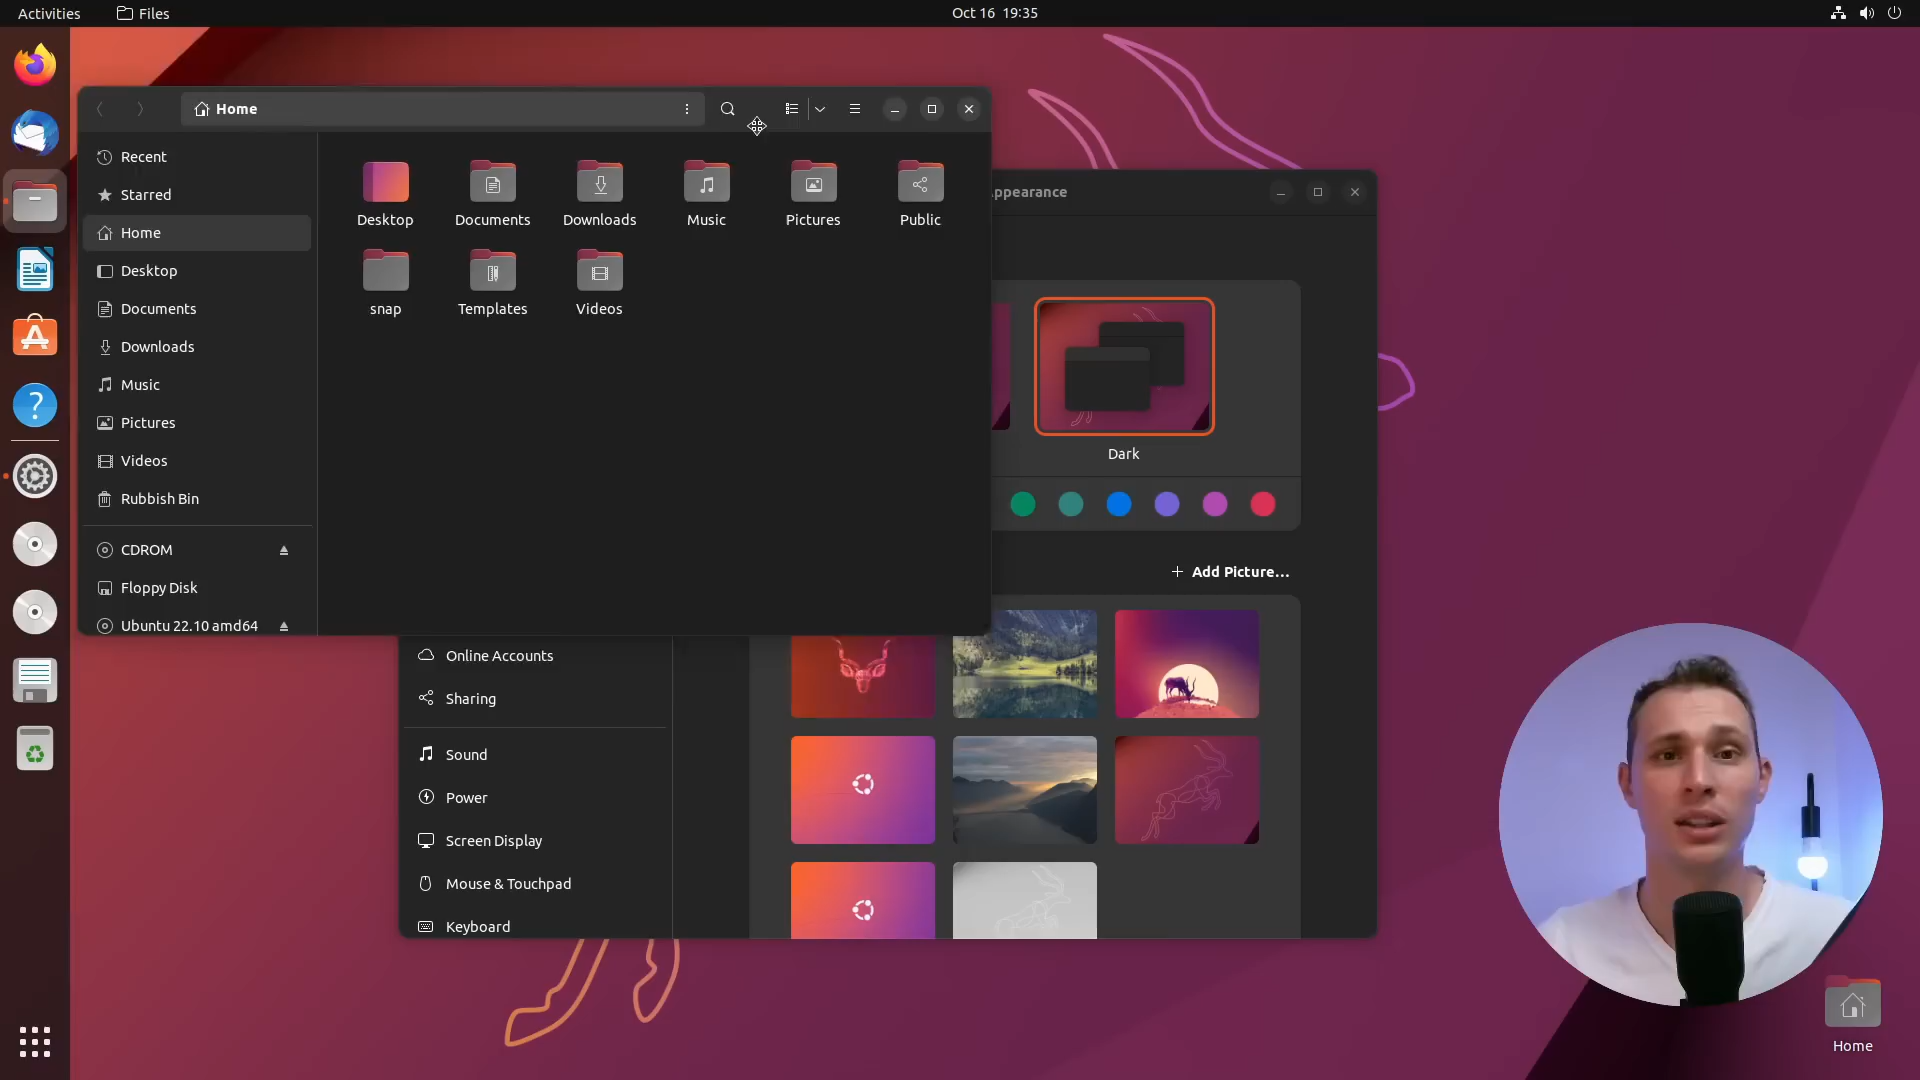 Activities
Files
Oct 16 19:35
Home
Recent
Starred
Home
Desktop
Documents
Downloads
Music
Pictures
Videos
Rubbish Bin
CDROM
Floppy Disk
Ubuntu 22.10 amd64
Desktop
Documents
Downloads
Music
Pictures
Public
snap
Templates
Videos
ppearance
Dark
Add Picture...
Online Accounts
Sharing
Sound
Power
Screen Display
Mouse & Touchpad
Keyboard
Home